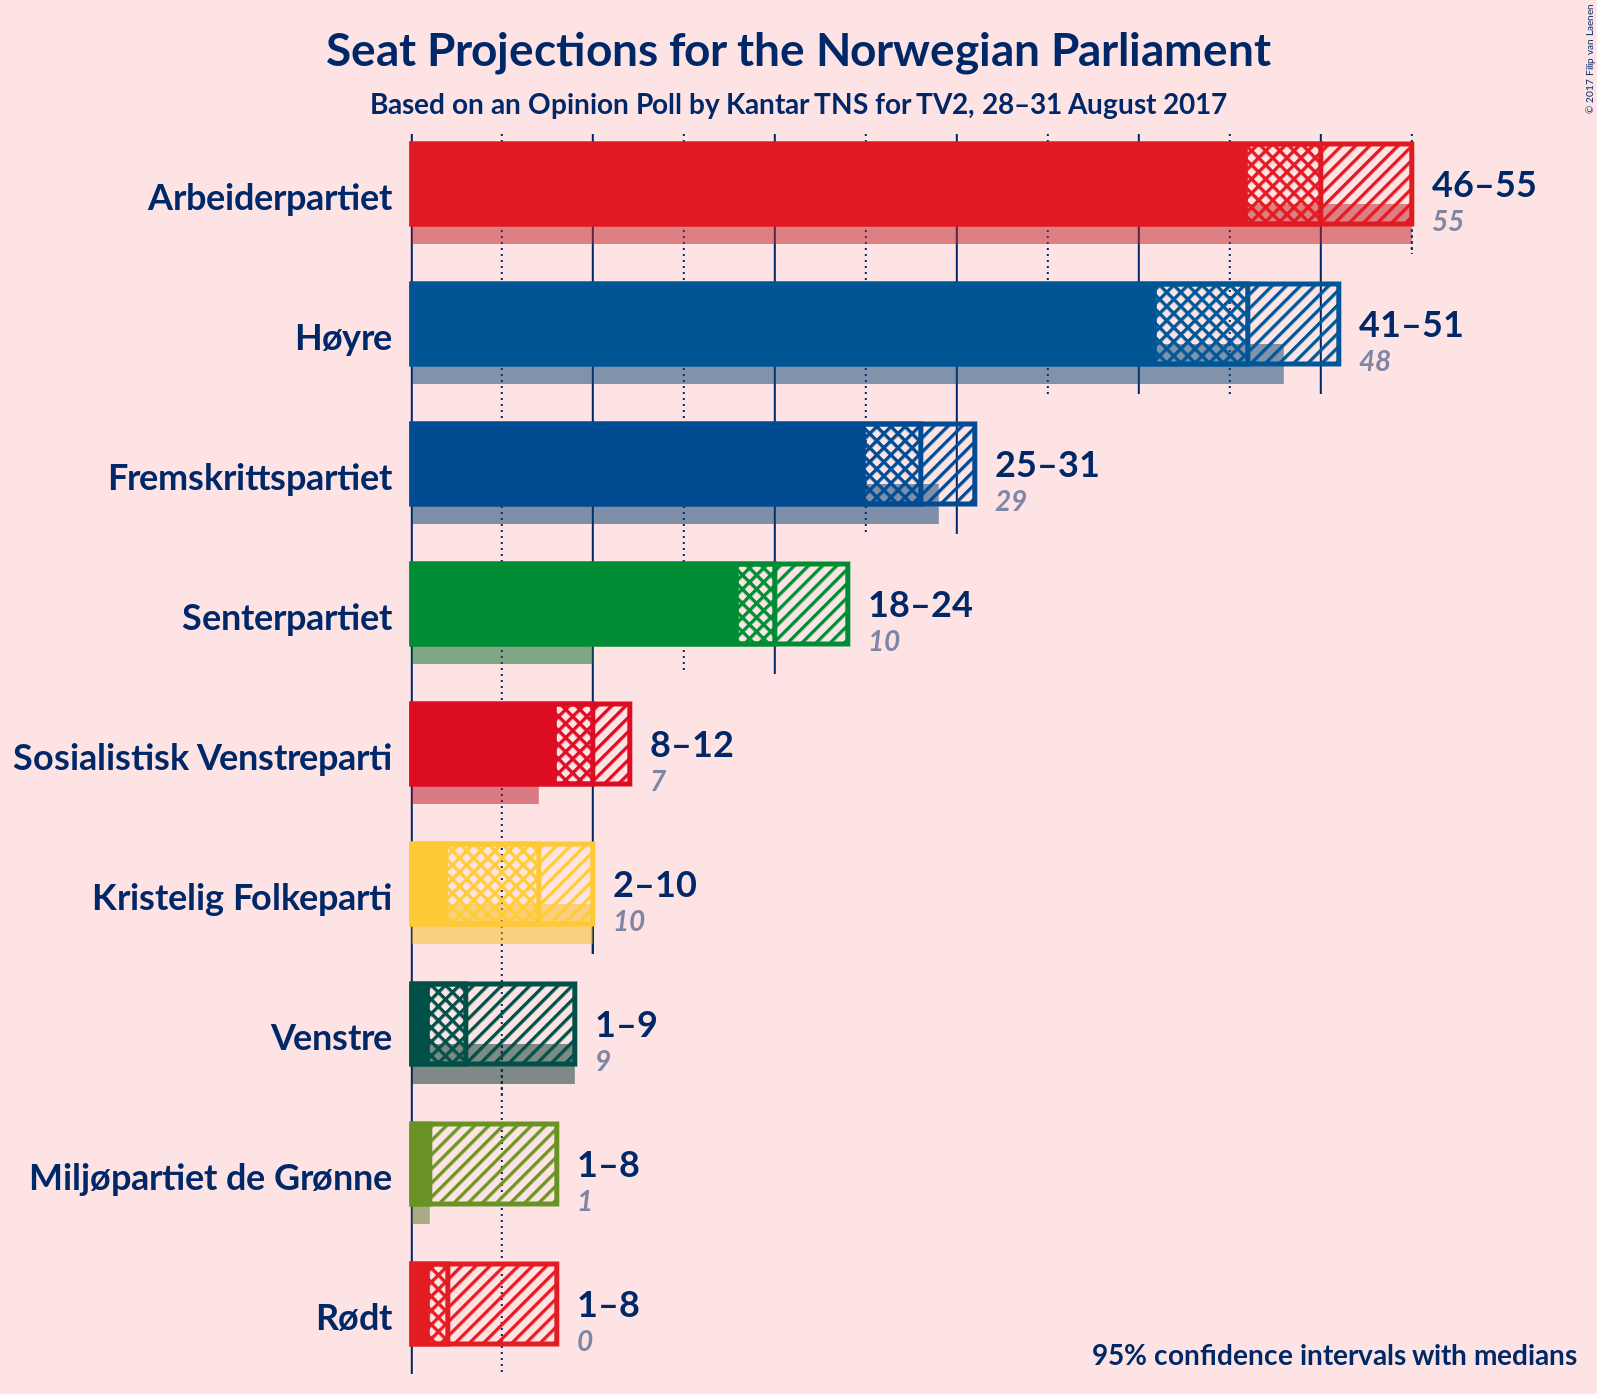 Seat Projections for the Norwegian Parliament
Based on an Opinion Poll by Kantar TNS for TV2, 28–31 August 2017
© 2017 Filip van Laenen
Arbeiderpartiet
46–55
55
Høyre
41–51
48
Fremskrittspartiet
25–31
29
Senterpartiet
18–24
10
Sosialistisk Venstreparti
8–12
7
Kristelig Folkeparti
2–10
10
Venstre
1–9
9
Miljøpartiet de Grønne
1–8
1
Rødt
1–8
0
95% confidence intervals with medians